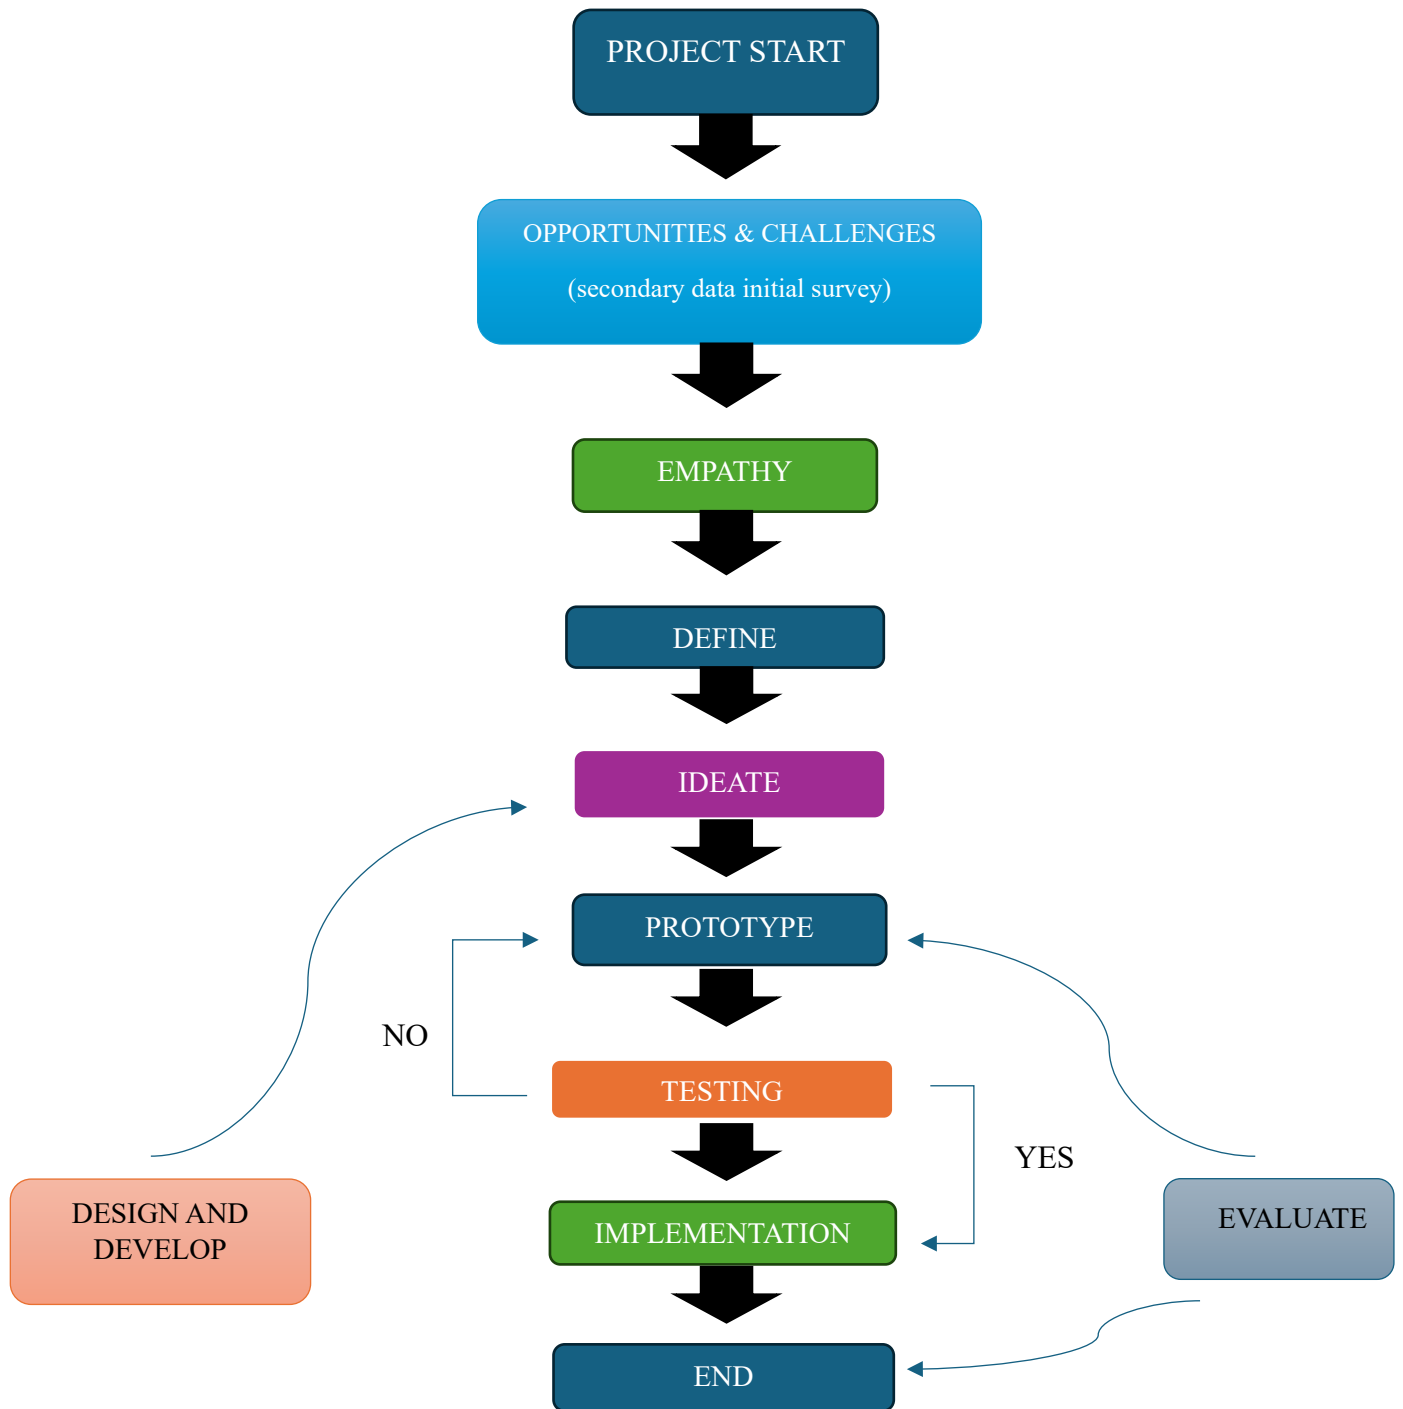 PROJECT START
OPPORTUNITIES & CHALLENGES
(secondary data initial survey)
EMPATHY
DEFINE
IDEATE
PROTOTYPE
NO
TESTING
YES
DESIGN AND
DEVELOP
IMPLEMENTATION
EVALUATE
END